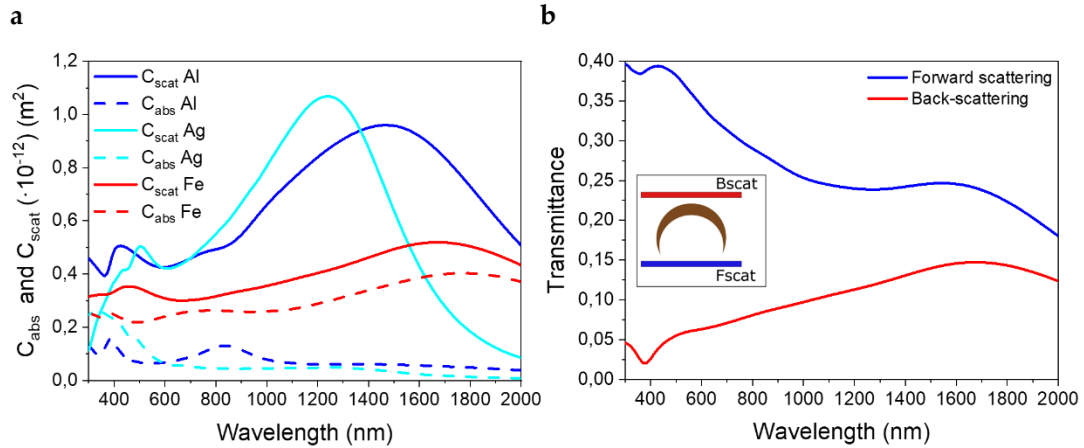 a
C_abs and C_scat (·10⁻¹²) (m²)
1,2
1,0
0,8
0,6
0,4
0,2
0,0
C_scat Al
C_abs Al
C_scat Ag
C_abs Ag
C_scat Fe
C_abs Fe
400 600 800 1000 1200 1400 1600 1800 2000
Wavelength (nm)
b
Transmittance
0,40
0,35
0,30
0,25
0,20
0,15
0,10
0,05
0,00
Forward scattering
Back-scattering
Bscat
Fscat
400 600 800 1000 1200 1400 1600 1800 2000
Wavelength (nm)